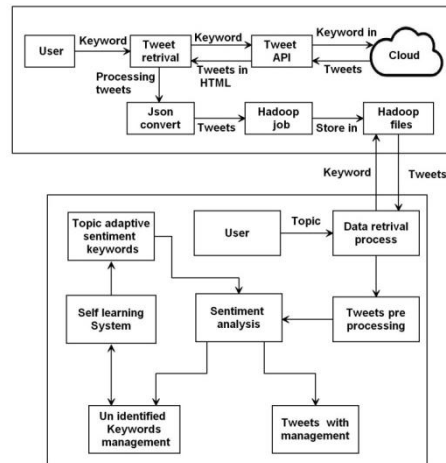 User
Keyword
Tweet
retrival
Keyword
Tweet
API
Keyword in
Cloud
Tweets in
HTML
Tweets
Processing
tweets
Json
convert
Tweets
Hadoop
job
Store in
Hadoop
files
Keyword
Tweets
Topic adaptive
sentiment
keywords
User
Topic
Data retrival
process
Self learning
System
Sentiment
analysis
Tweets pre
processing
Un identified
Keywords
management
Tweets with
management